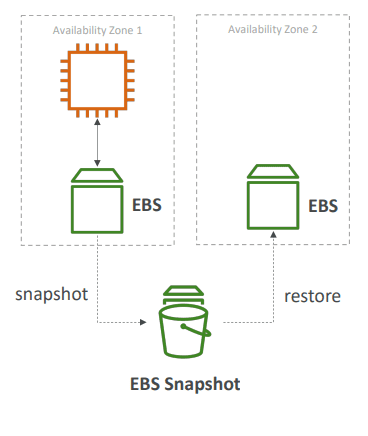 Availability Zone 1
Availability Zone 2
EBS
EBS
snapshot
restore
EBS Snapshot